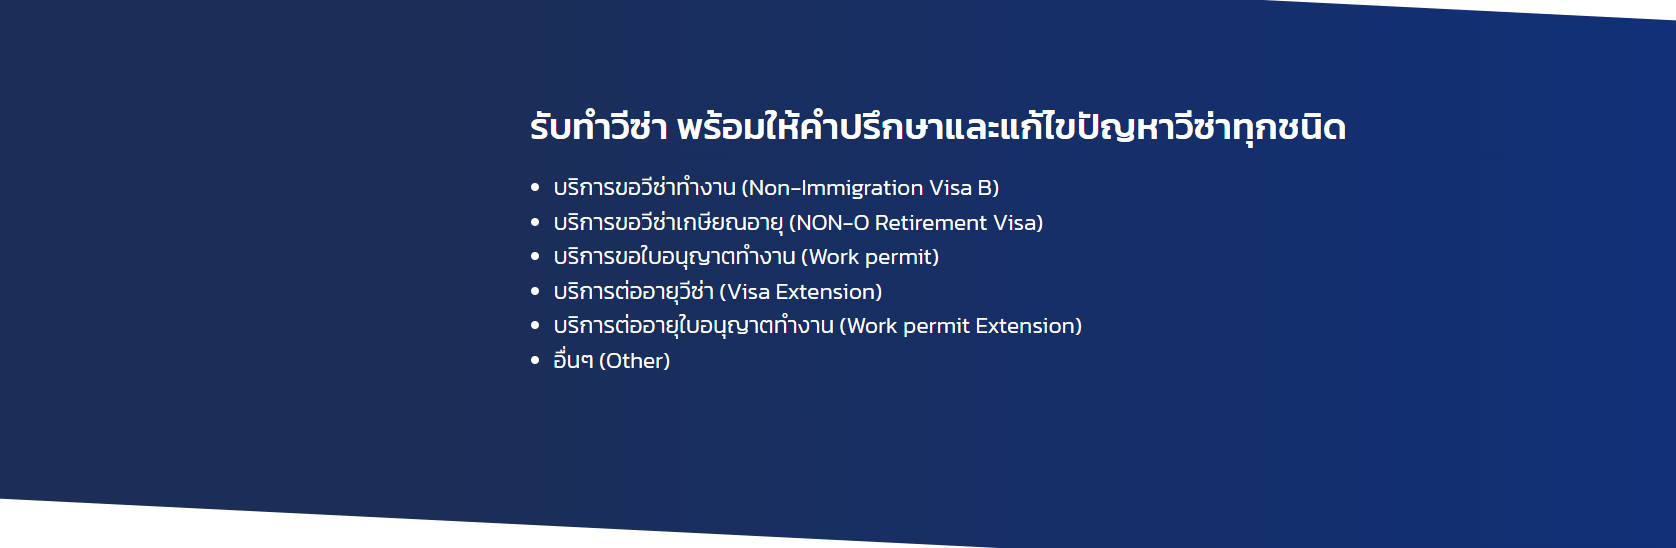 รับทำวีซ่า พร้อมให้คำปรึกษาและแก้ไขปัญหาวีซ่าทุกชนิด
• บริการขอวีซ่าทำงาน (Non-Immigration Visa B)
• บริการขอวีซ่าเกษียณอายุ (NON-O Retirement Visa)
• บริการขอใบอนุญาตทำงาน (Work permit)
• บริการต่ออายุวีซ่า (Visa Extension)
• บริการต่ออายุใบอนุญาตทำงาน (Work permit Extension)
• อื่นๆ (Other)